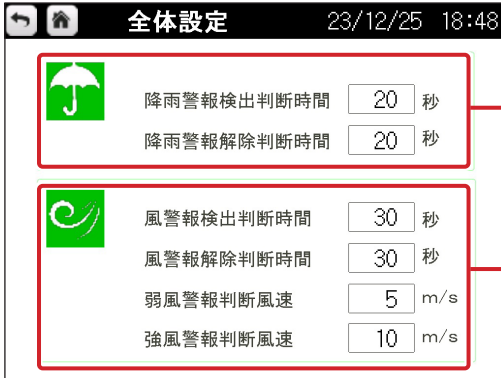 全体設定 23/12/25 18:48
降雨警報検出判断時間 20 秒
降雨警報解除判断時間 20 秒
風警報検出判断時間 30 秒
風警報解除判断時間 30 秒
弱風警報判断風速 5 m/s
強風警報判断風速 10 m/s